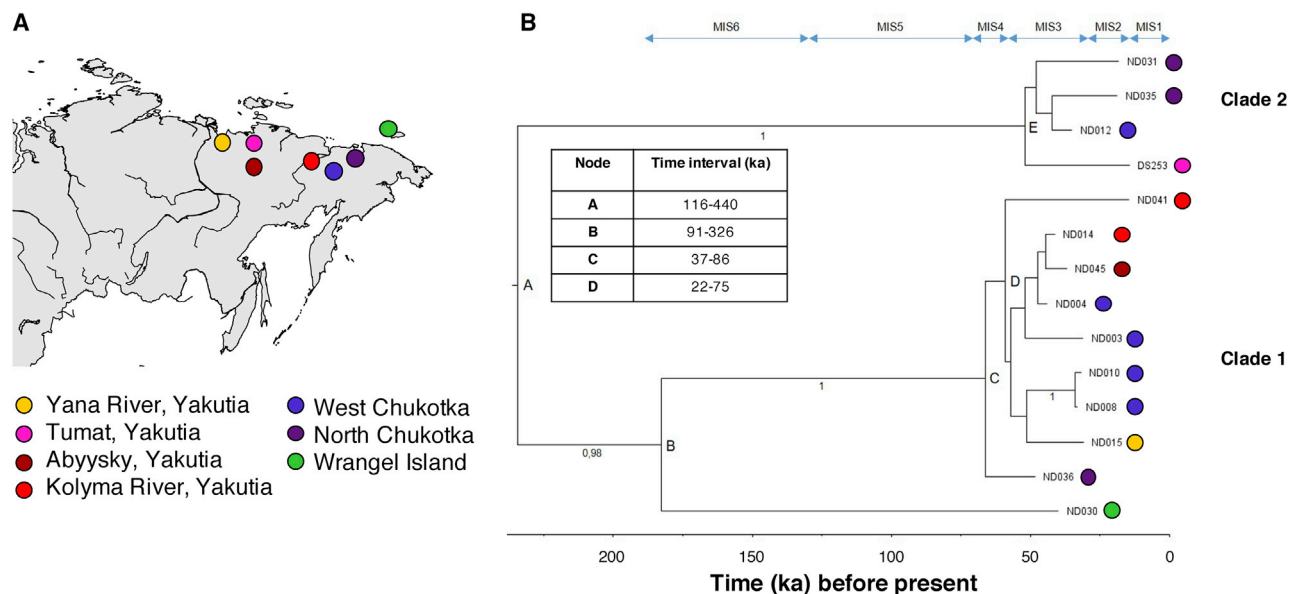 A
Yana River, Yakutia
Tumat, Yakutia
Abyysky, Yakutia
Kolyma River, Yakutia
West Chukotka
North Chukotka
Wrangel Island
B
MIS6 MIS5 MIS4 MIS3 MIS2 MIS1
ND031
ND035
Clade 2
E
ND012
1
DS253
Node Time interval (ka)
A 116-440
B 91-326
C 37-86
D 22-75
ND041
ND014
ND045
D
A
ND004
ND003
Clade 1
ND010
C
1
1
ND008
ND015
B
0,98
ND036
ND030
200 150 100 50 0
Time (ka) before present